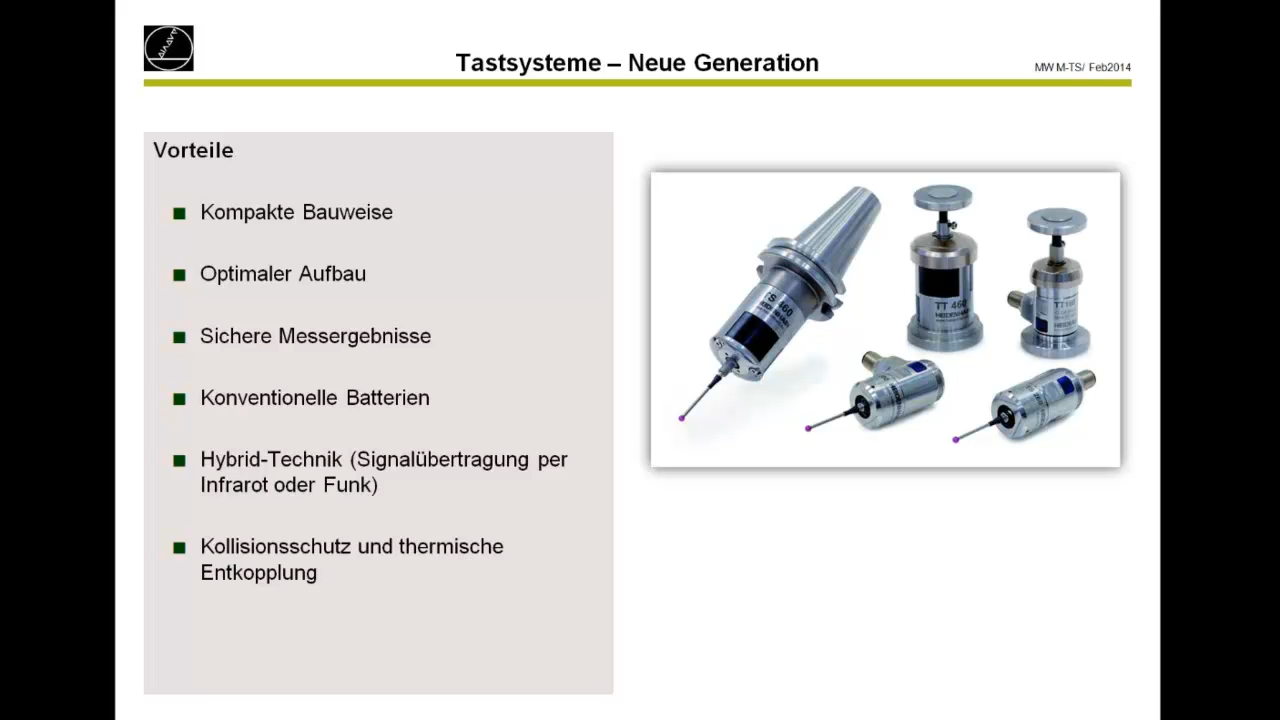 Tastsysteme – Neue Generation
MW M-TS/ Feb2014
Vorteile
Kompakte Bauweise
Optimaler Aufbau
Sichere Messergebnisse
Konventionelle Batterien
Hybrid-Technik (Signalübertragung per
Infrarot oder Funk)
Kollisionsschutz und thermische
Entkopplung
TT 460
HEIDENHAIN